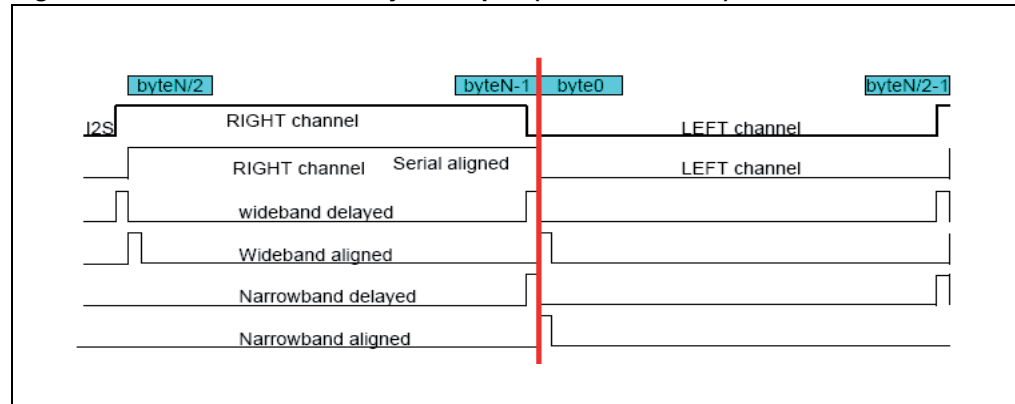 byteN/2 byteN-1 byte0 byteN/2-1
I2S RIGHT channel LEFT channel
RIGHT channel Serial aligned LEFT channel
wideband delayed
Wideband aligned
Narrowband delayed
Narrowband aligned